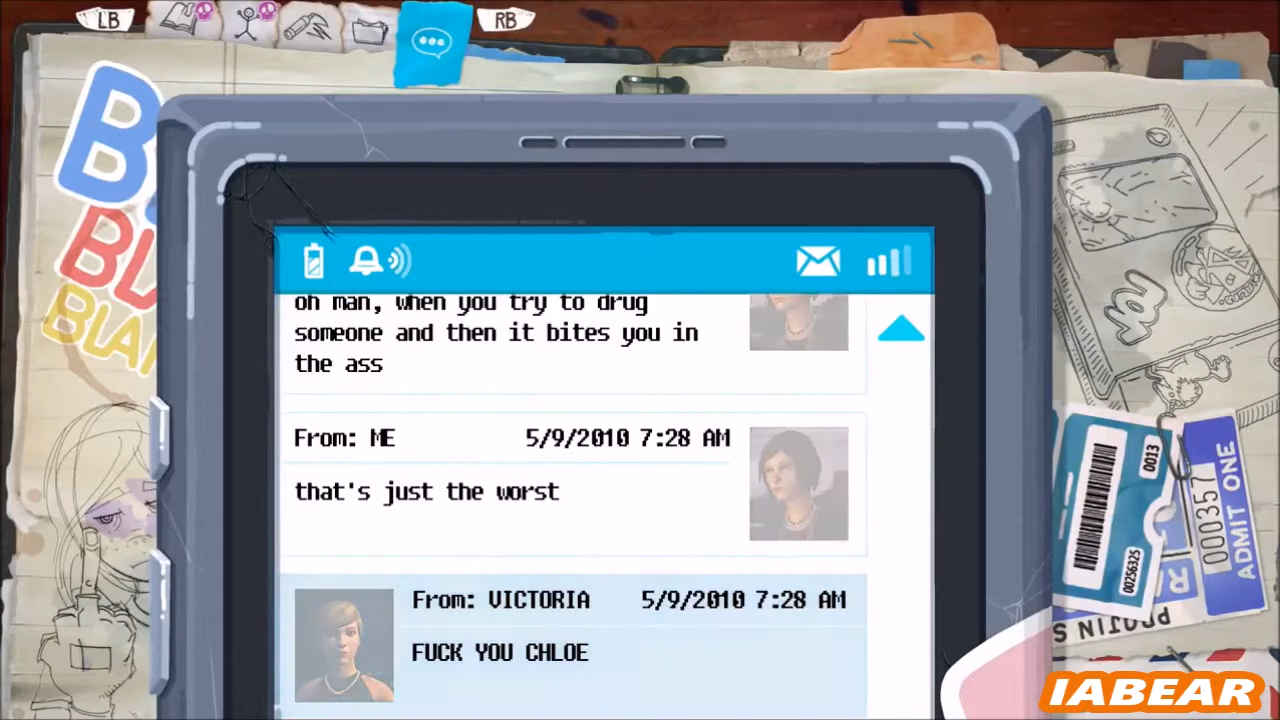 LB
RB
oh man, when you try to drug
someone and then it bites you in
the ass
From: ME 5/9/2010 7:28 AM
that's just the worst
From: VICTORIA 5/9/2010 7:28 AM
FUCK YOU CHLOE
0013
00256325
000357
ADMIT ONE
IABEAR